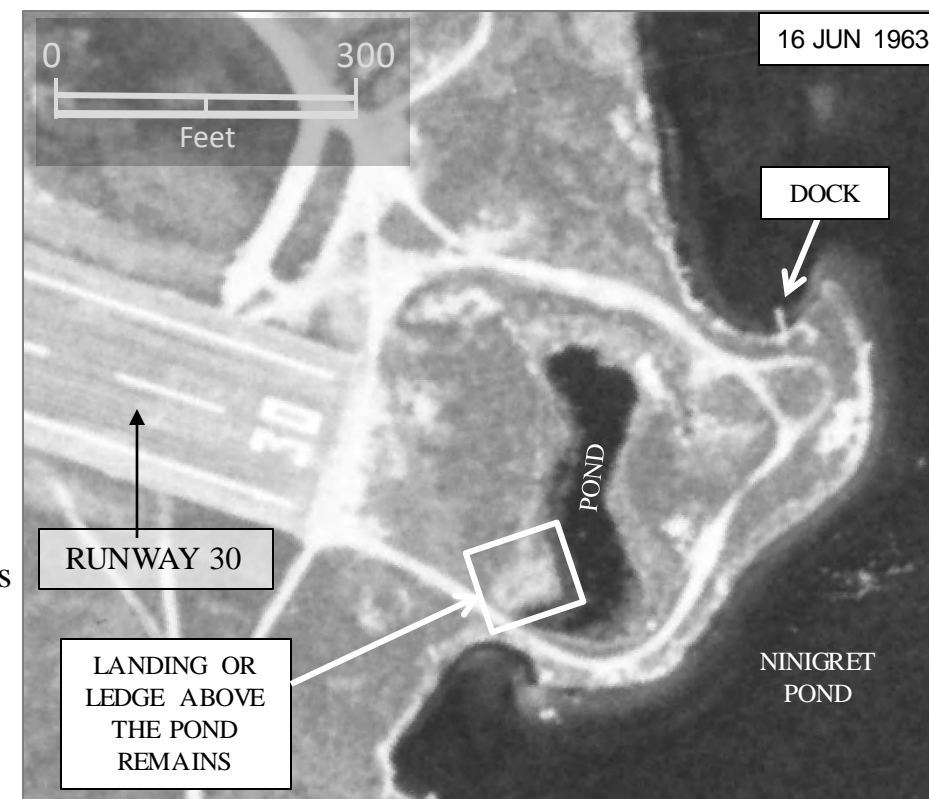 16 JUN 1963
0 300
Feet
DOCK
30
POND
RUNWAY 30
s
LANDING OR
LEDGE ABOVE
THE POND
REMAINS
NINIGRET
POND